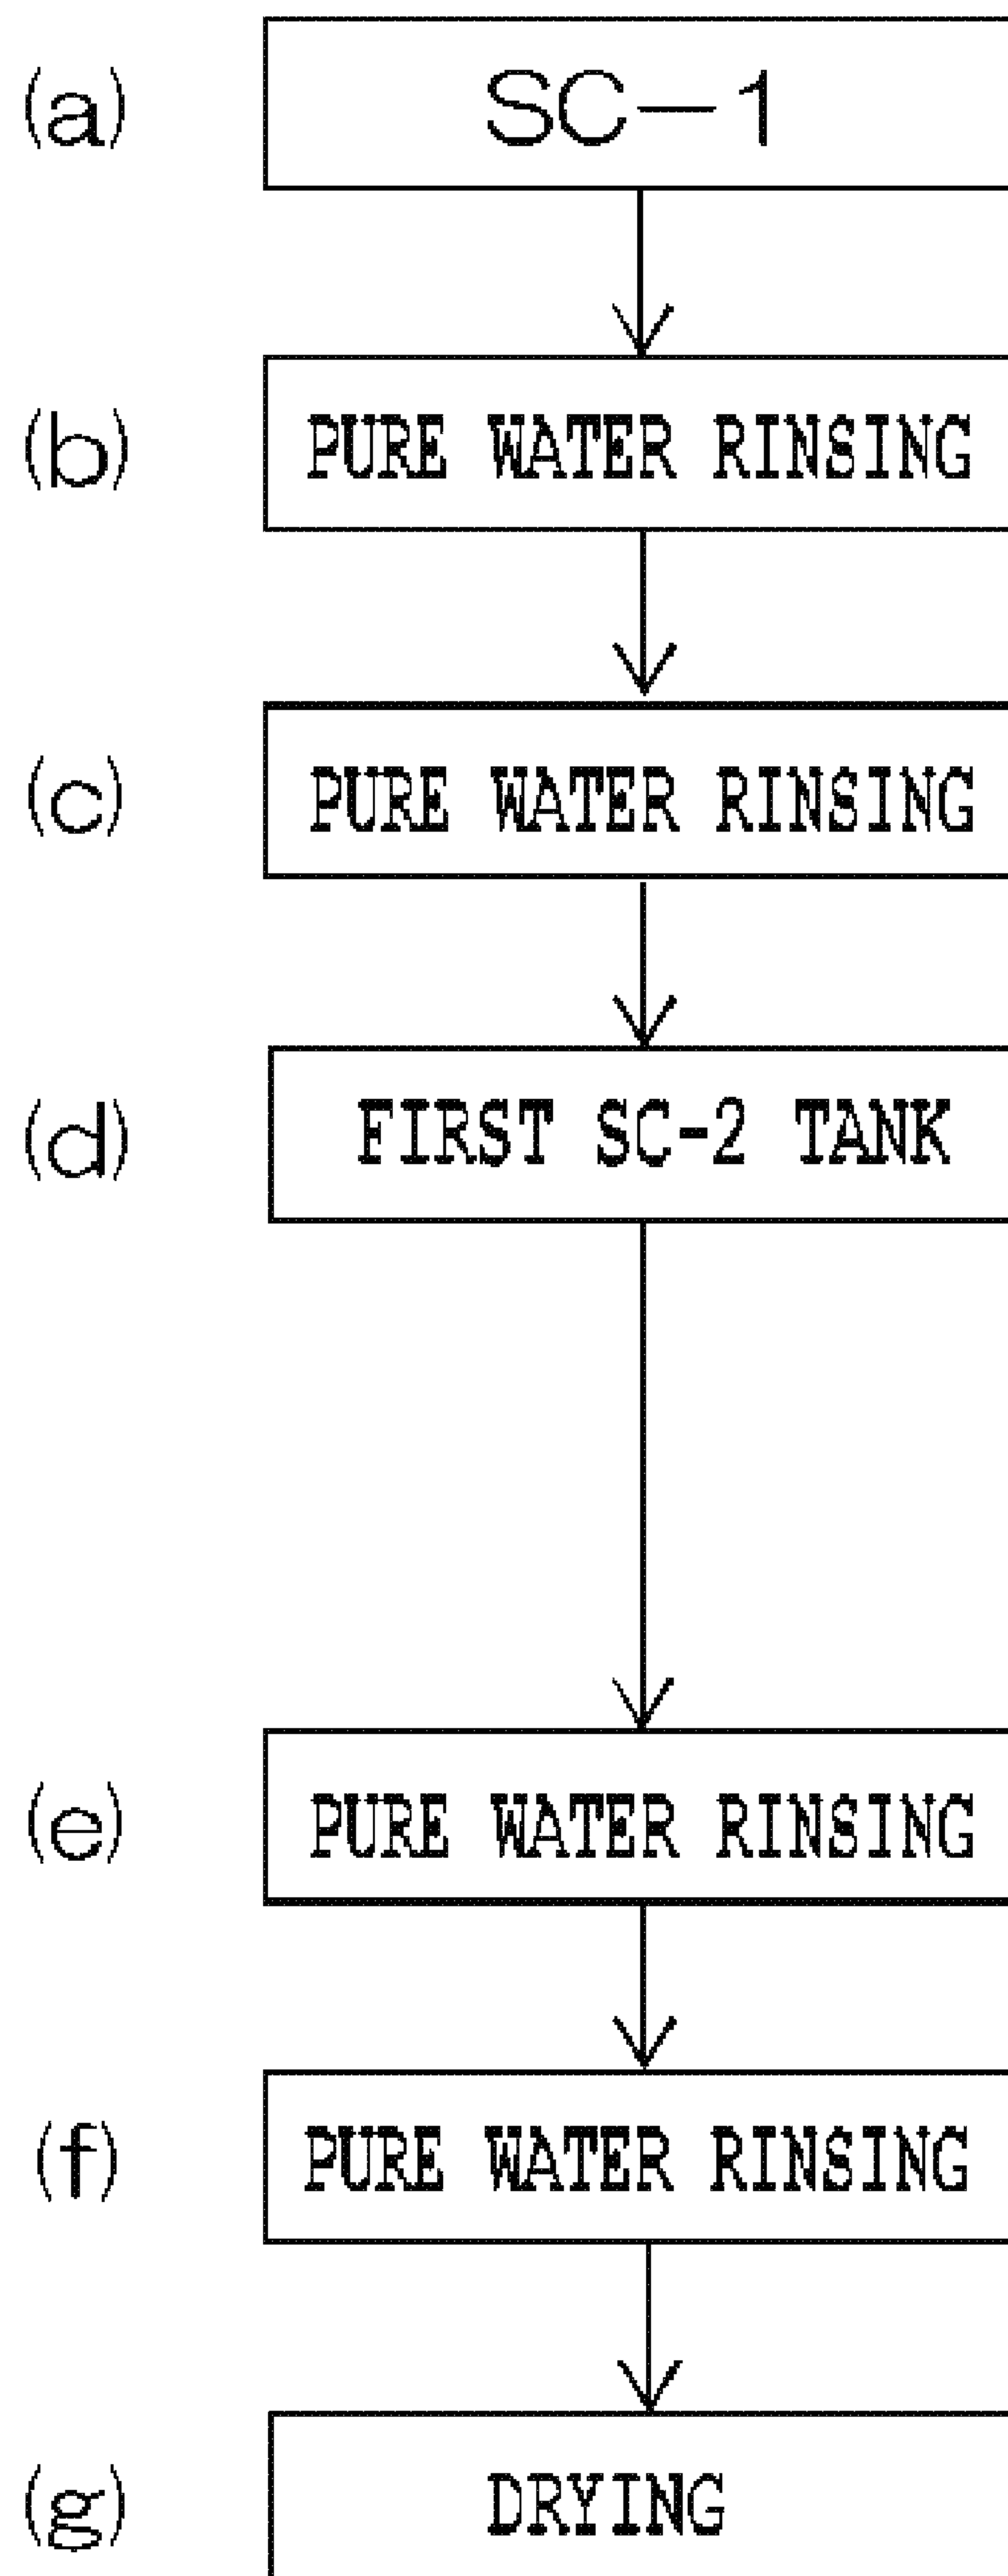 (a) SC-1
(b) PURE WATER RINSING
(c) PURE WATER RINSING
(d) FIRST SC-2 TANK
(e) PURE WATER RINSING
(f) PURE WATER RINSING
(g) DRYING